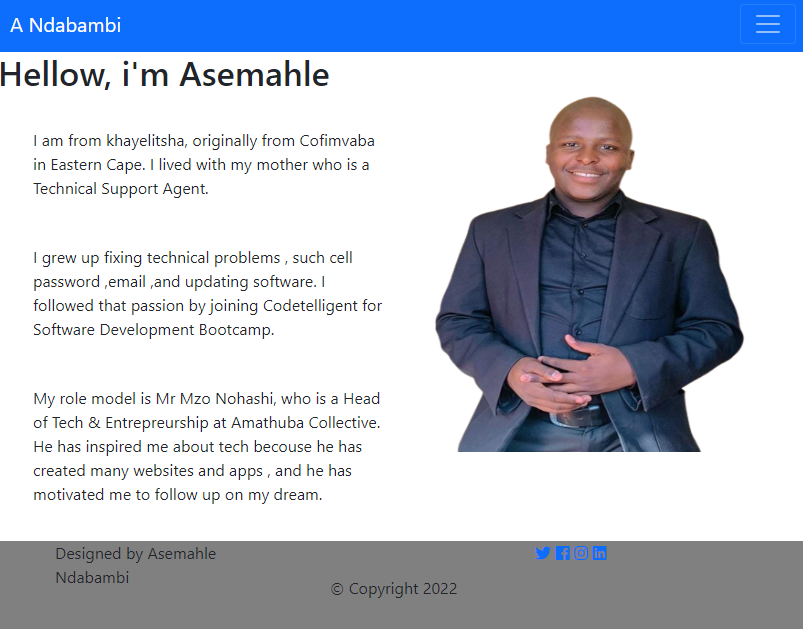 A Ndabambi
Hellow, i'm Asemahle
I am from khayelitsha, originally from Cofimvaba
in Eastern Cape. I lived with my mother who is a
Technical Support Agent.
I grew up fixing technical problems , such cell
password ,email ,and updating software. I
followed that passion by joining Codetelligent for
Software Development Bootcamp.
My role model is Mr Mzo Nohashi, who is a Head
of Tech & Entrepreurship at Amathuba Collective.
He has inspired me about tech becouse he has
created many websites and apps , and he has
motivated me to follow up on my dream.
Designed by Asemahle
Ndabambi
© Copyright 2022